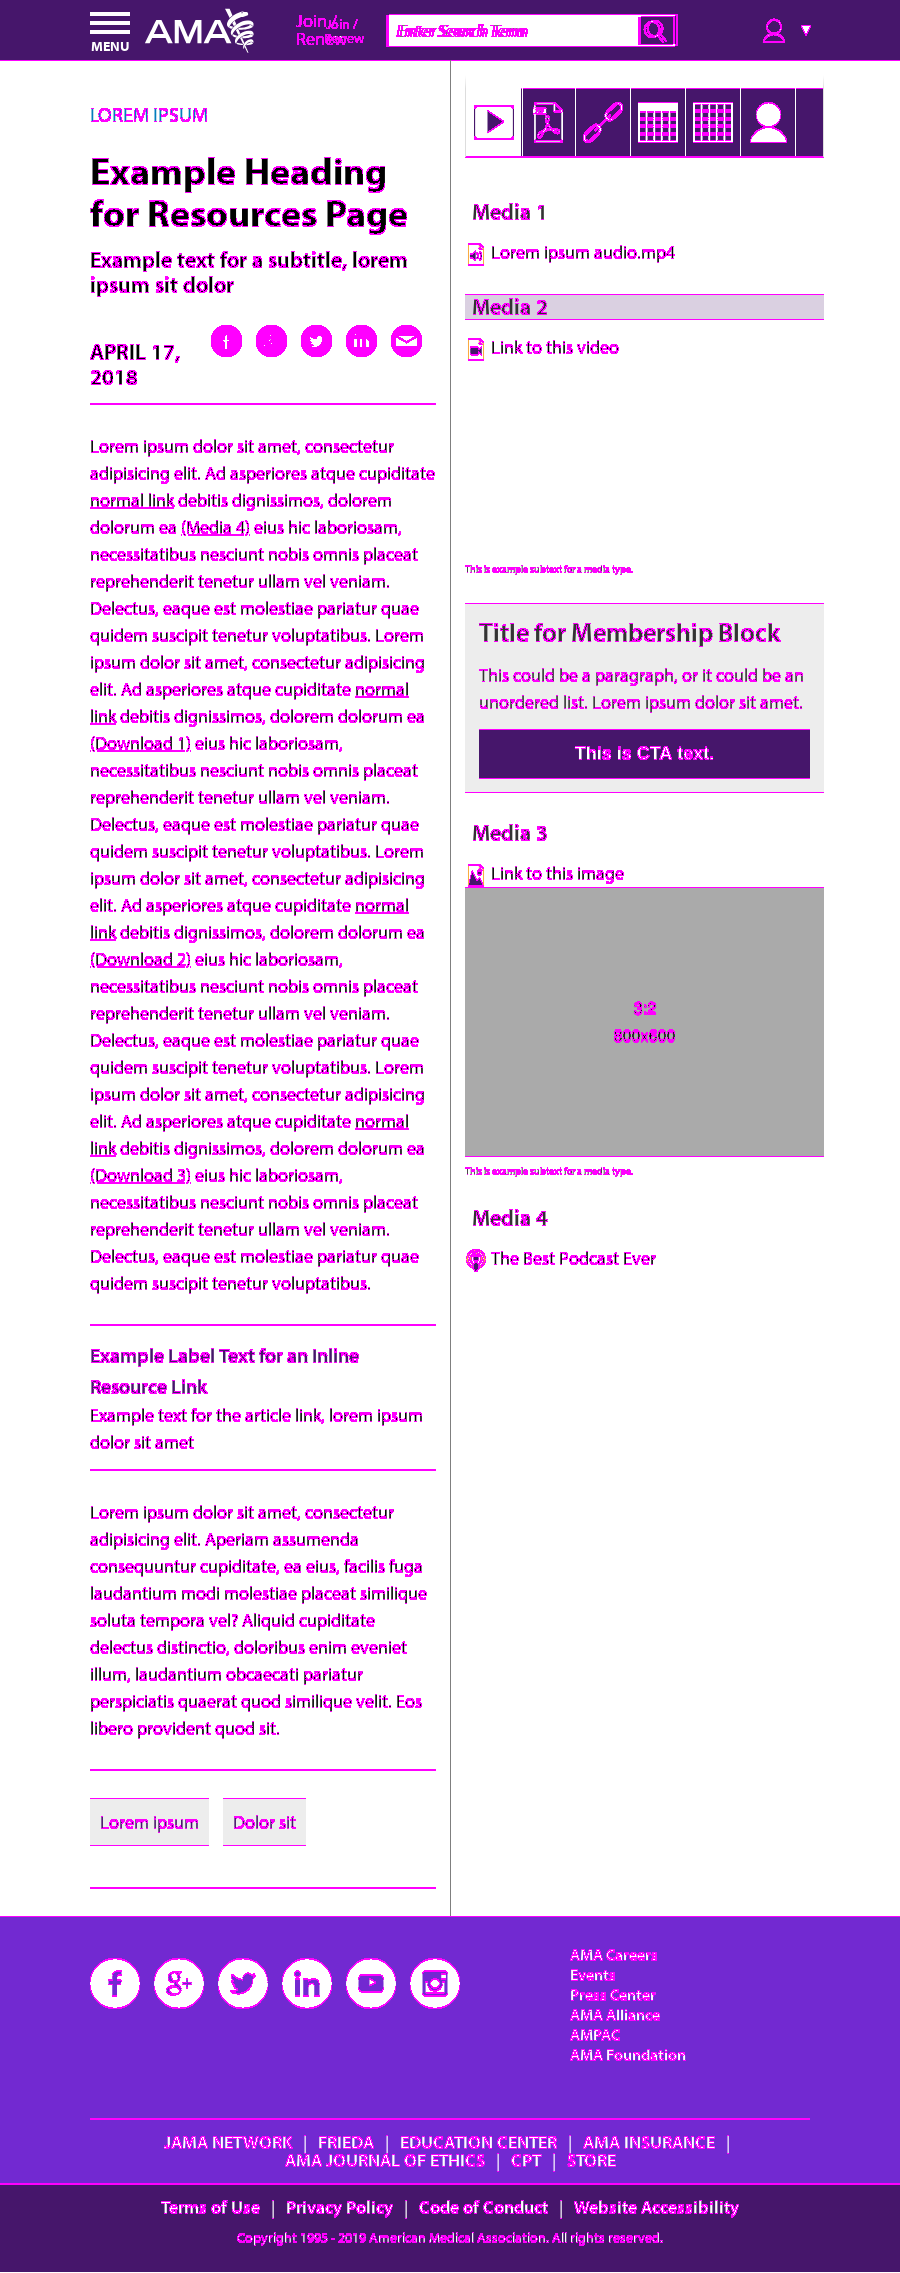 MENU
AMA
Join /
Renew
Enter Search Term
LOREM IPSUM
Example Heading
for Resources Page
Example text for a subtitle, lorem
ipsum sit dolor
APRIL 17,
2018
Lorem ipsum dolor sit amet, consectetur
adipisicing elit. Ad asperiores atque cupiditate
normal link debitis dignissimos, dolorem
dolorum ea (Media 4) eius hic laboriosam,
necessitatibus nesciunt nobis omnis placeat
reprehenderit tenetur ullam vel veniam.
Delectus, eaque est molestiae pariatur quae
quidem suscipit tenetur voluptatibus. Lorem
ipsum dolor sit amet, consectetur adipisicing
elit. Ad asperiores atque cupiditate normal
link debitis dignissimos, dolorem dolorum ea
(Download 1) eius hic laboriosam,
necessitatibus nesciunt nobis omnis placeat
reprehenderit tenetur ullam vel veniam.
Delectus, eaque est molestiae pariatur quae
quidem suscipit tenetur voluptatibus. Lorem
ipsum dolor sit amet, consectetur adipisicing
elit. Ad asperiores atque cupiditate normal
link debitis dignissimos, dolorem dolorum ea
(Download 2) eius hic laboriosam,
necessitatibus nesciunt nobis omnis placeat
reprehenderit tenetur ullam vel veniam.
Delectus, eaque est molestiae pariatur quae
quidem suscipit tenetur voluptatibus. Lorem
ipsum dolor sit amet, consectetur adipisicing
elit. Ad asperiores atque cupiditate normal
link debitis dignissimos, dolorem dolorum ea
(Download 3) eius hic laboriosam,
necessitatibus nesciunt nobis omnis placeat
reprehenderit tenetur ullam vel veniam.
Delectus, eaque est molestiae pariatur quae
quidem suscipit tenetur voluptatibus.
Example Label Text for an Inline
Resource Link
Example text for the article link, lorem ipsum
dolor sit amet
Lorem ipsum dolor sit amet, consectetur
adipisicing elit. Aperiam assumenda
consequuntur cupiditate, ea eius, facilis fuga
laudantium modi molestiae placeat similique
soluta tempora vel? Aliquid cupiditate
delectus distinctio, doloribus enim eveniet
illum, laudantium obcaecati pariatur
perspiciatis quaerat quod similique velit. Eos
libero provident quod sit.
Lorem ipsum
Dolor sit
Media 1
Lorem ipsum audio.mp4
Media 2
Link to this video
This is example subtext for a media type.
Title for Membership Block
This could be a paragraph, or it could be an
unordered list. Lorem ipsum dolor sit amet.
This is CTA text.
Media 3
Link to this image
3:2
800x600
This is example subtext for a media type.
Media 4
The Best Podcast Ever
AMA Careers
Events
Press Center
AMA Alliance
AMPAC
AMA Foundation
JAMA NETWORK | FRIEDA | EDUCATION CENTER | AMA INSURANCE |
AMA JOURNAL OF ETHICS | CPT | STORE
Terms of Use | Privacy Policy | Code of Conduct | Website Accessibility
Copyright 1995 - 2019 American Medical Association. All rights reserved.